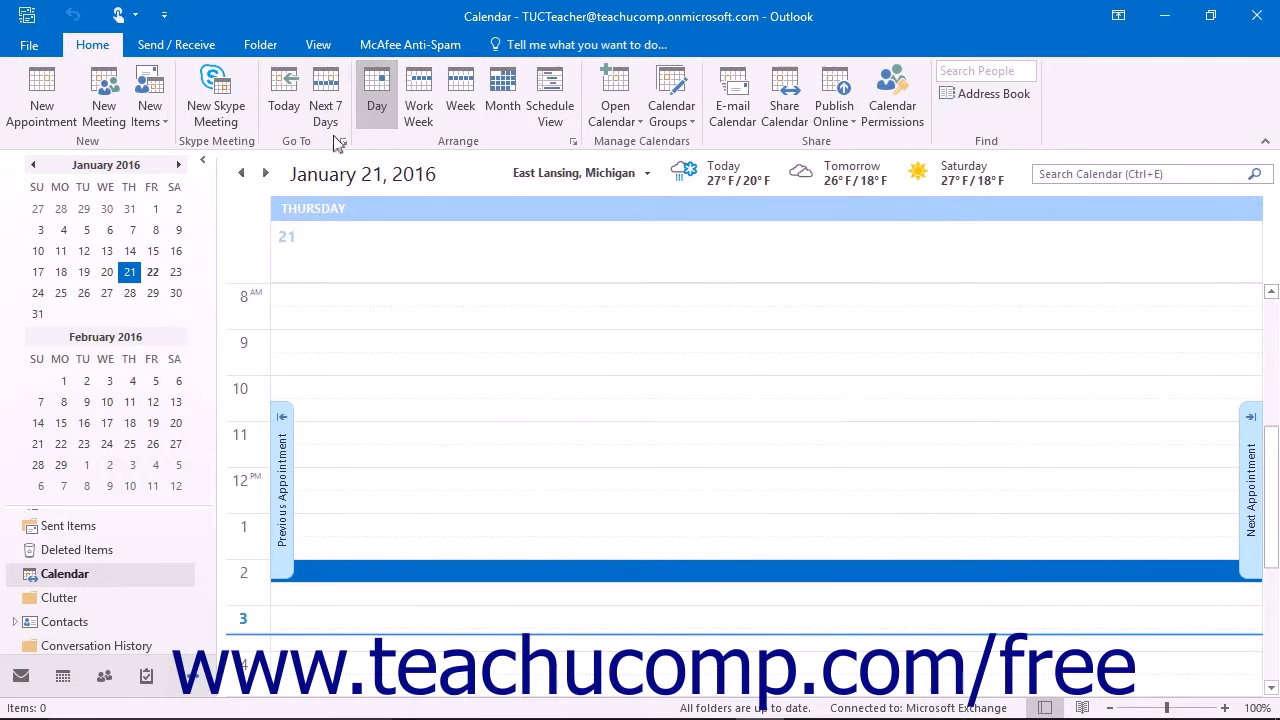 Calendar - TUCTeacher@teachucomp.onmicrosoft.com - Outlook
File Home Send / Receive Folder View McAfee Anti-Spam Tell me what you want to do...
New Appointment
New Meeting
New Items
New Skype Meeting
Today
Next 7 Days
Day
Work Week
Week
Month
Schedule View
Open Calendar
Calendar Groups
E-mail Calendar
Share Calendar
Publish Online
Calendar Permissions
Search People
Address Book
New Skype Meeting Go To Arrange Manage Calendars Share Find
January 2016
SU MO TU WE TH FR SA
27 28 29 30 31 1 2
3 4 5 6 7 8 9
10 11 12 13 14 15 16
17 18 19 20 21 22 23
24 25 26 27 28 29 30
31
February 2016
SU MO TU WE TH FR SA
1 2 3 4 5 6
7 8 9 10 11 12 13
14 15 16 17 18 19 20
21 22 23 24 25 26 27
28 29 1 2 3 4 5
6 7 8 9 10 11 12
Sent Items
Deleted Items
Calendar
Clutter
Contacts
Conversation History
January 21, 2016
East Lansing, Michigan
Today
27°F/20°F
Tomorrow
26°F/18°F
Saturday
27°F/18°F
Search Calendar (Ctrl+E)
THURSDAY
21
8 AM
9
10
11
12 PM
1
2
3
4
Previous Appointment
Next Appointment
www.teachucomp.com/free
Items: 0
All folders are up to date. Connected to: Microsoft Exchange
100%